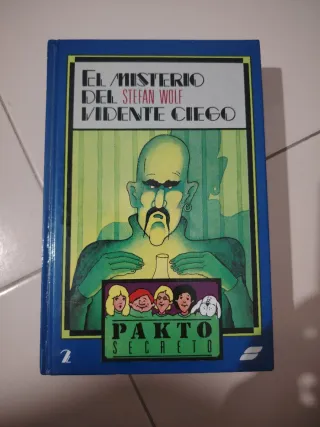 EL MISTERIO
DEL STEFAN WOLF
VIDENTE CIEGO
PAKTO
SECRETO
2